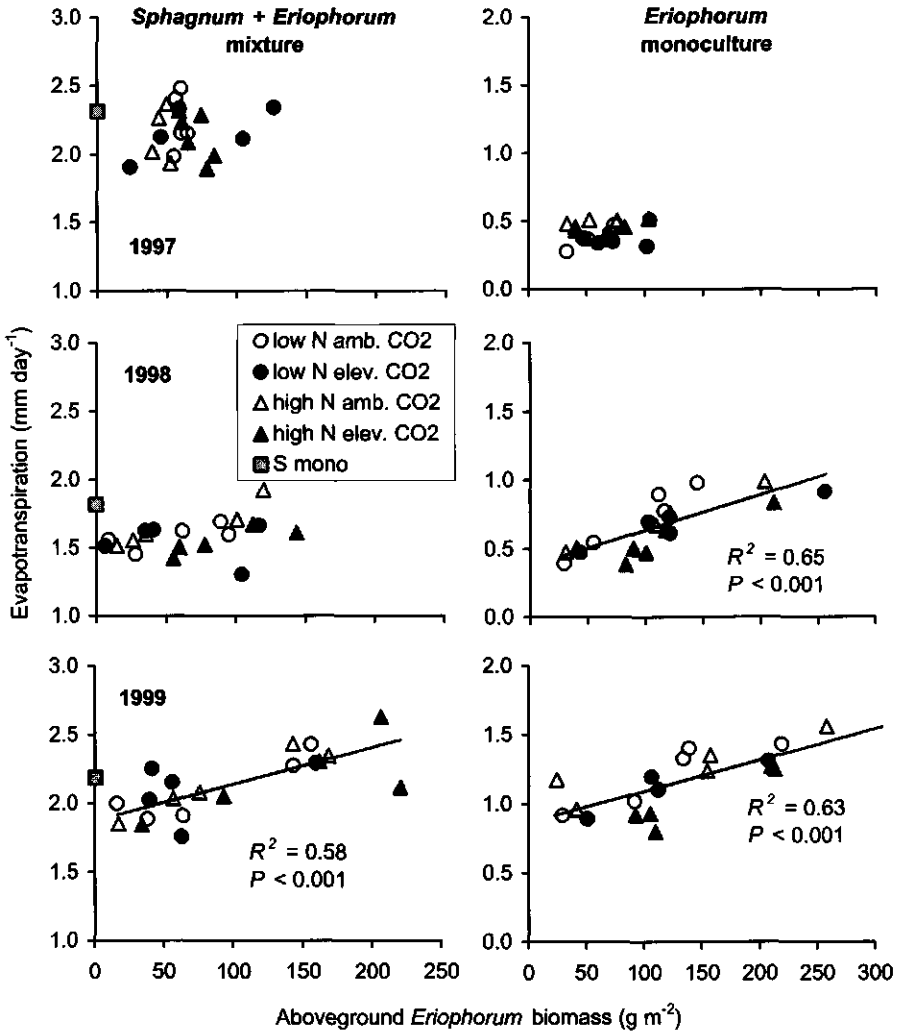 Sphagnum + Eriophorum
mixture
Eriophorum
monoculture
Evapotranspiration (mm day-1)
3.0
2.5
2.0
1.5
1.0
1997
2.0
1.5
1.0
0.5
0.0
3.0
2.5
2.0
1.5
1.0
1998
low N amb. CO2
low N elev. CO2
high N amb. CO2
high N elev. CO2
S mono
2.0
1.5
1.0
0.5
0.0
R² = 0.65
P < 0.001
3.0
2.5
2.0
1.5
1.0
1999
R² = 0.58
P < 0.001
0 50 100 150 200 250
2.0
1.5
1.0
0.5
0.0
R² = 0.63
P < 0.001
0 50 100 150 200 250 300
Aboveground Eriophorum biomass (g m-2)